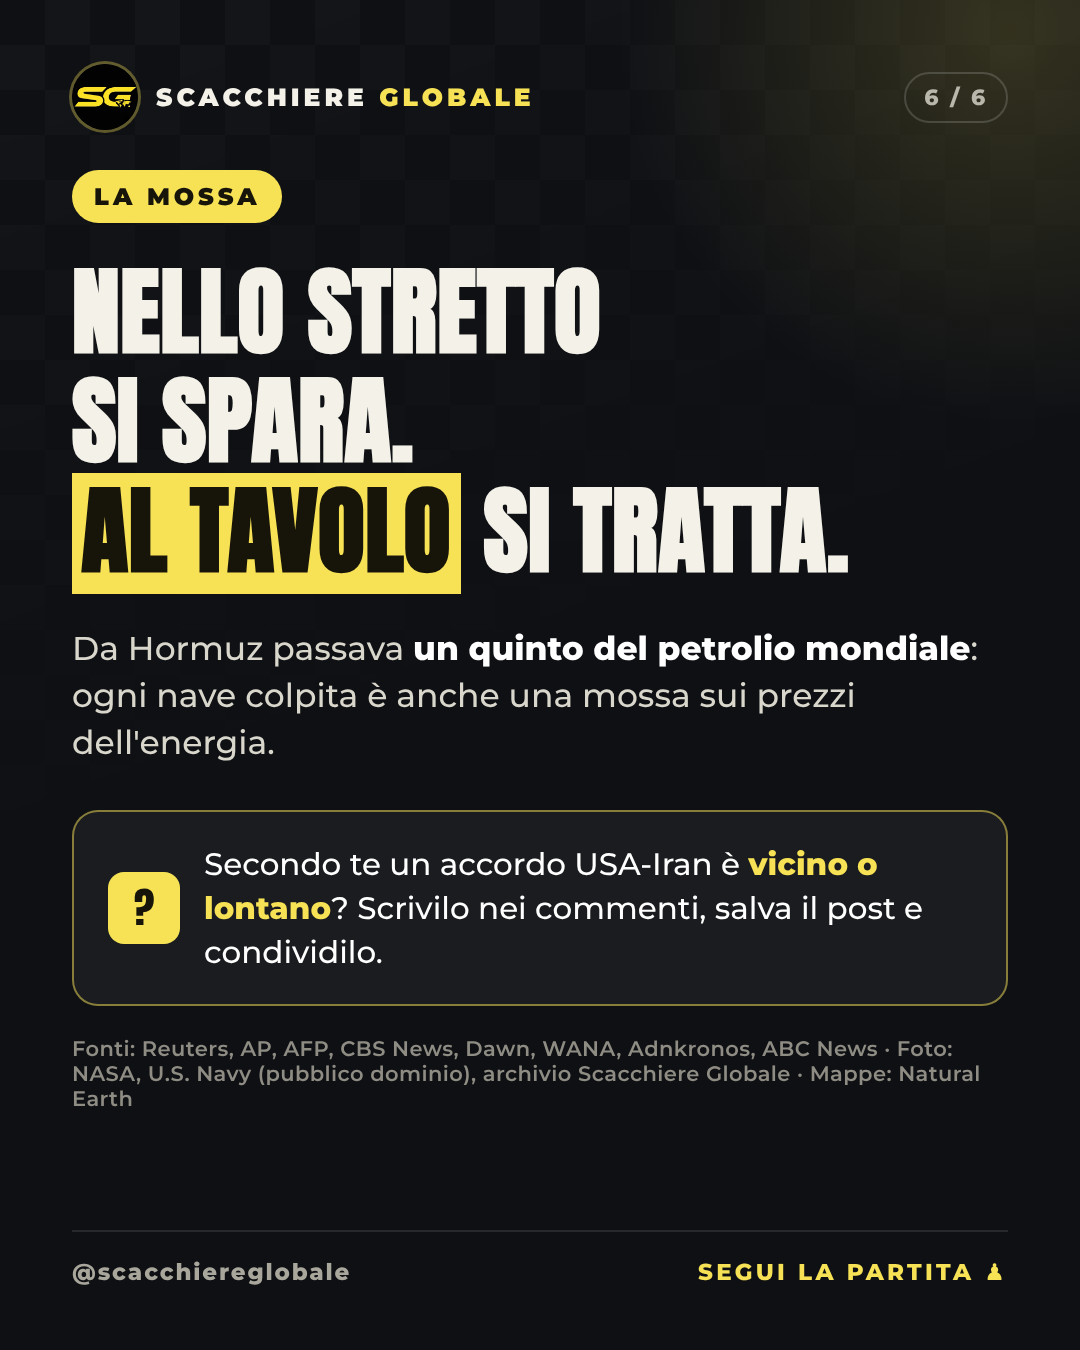 SG SCACCHIERE GLOBALE
6 / 6
LA MOSSA
NELLO STRETTO
SI SPARA.
AL TAVOLO SI TRATTA.
Da Hormuz passava un quinto del petrolio mondiale:
ogni nave colpita è anche una mossa sui prezzi
dell'energia.
?
Secondo te un accordo USA-Iran è vicino o
lontano? Scrivilo nei commenti, salva il post e
condividilo.
Fonti: Reuters, AP, AFP, CBS News, Dawn, WANA, Adnkronos, ABC News · Foto:
NASA, U.S. Navy (pubblico dominio), archivio Scacchiere Globale · Mappe: Natural
Earth
@scacchiereglobale
SEGUI LA PARTITA ♟